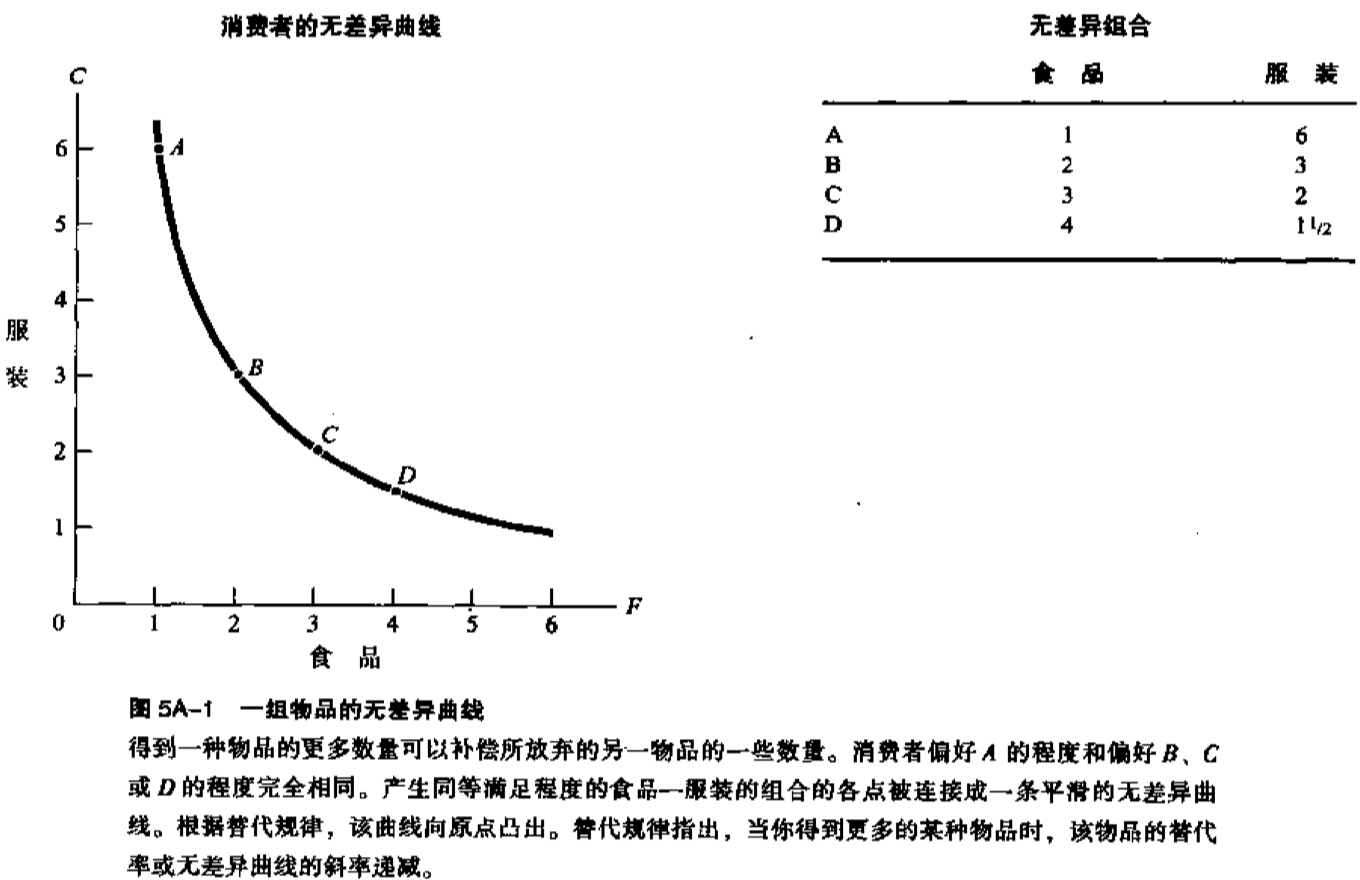 消费者的无差异曲线
C
6
A
5
4
服
装
3
B
2
C
D
1
0
1
2
3
4
5
6
F
食 品
无差异组合
食 品 服 装
A 1 6
B 2 3
C 3 2
D 4 1 1/2
图 5A-1 一组物品的无差异曲线
得到一种物品的更多数量可以补偿所放弃的另一物品的一些数量。消费者偏好 A 的程度和偏好 B、C
或 D 的程度完全相同。产生同等满足程度的食品—服装的组合的各点被连接成一条平滑的无差异曲
线。根据替代规律，该曲线向原点凸出。替代规律指出，当你得到更多的某种物品时，该物品的替代
率或无差异曲线的斜率递减。